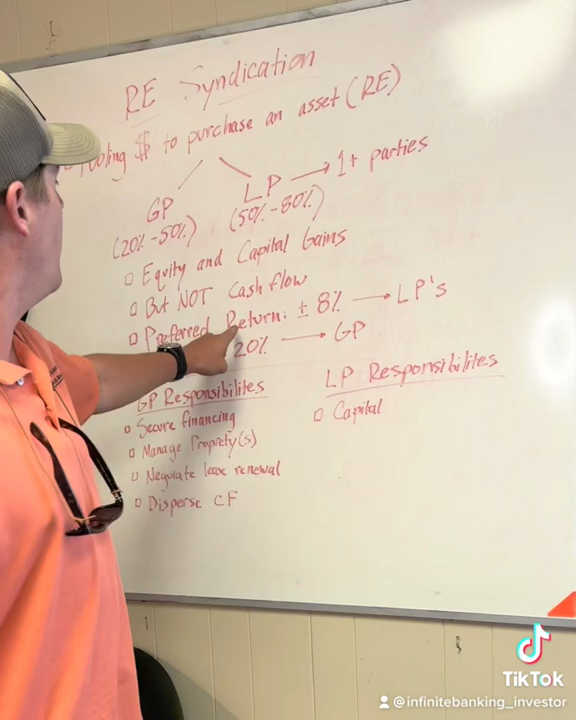 RE Syndication
Pooling $ to purchase an asset (RE)
GP LP → 1+ parties
(20% - 50%) (50% - 80%)
□ Equity and Capital Gains
□ But NOT Cash flow
□ Preferred Return: ± 8% → LP's
20% → GP
GP Responsibilites
□ Secure financing
□ Manage Proprety(s)
□ Negotiate lease renewal
□ Disperse CF
LP Responsibilites
□ Capital
TikTok
@infinitebanking_investor